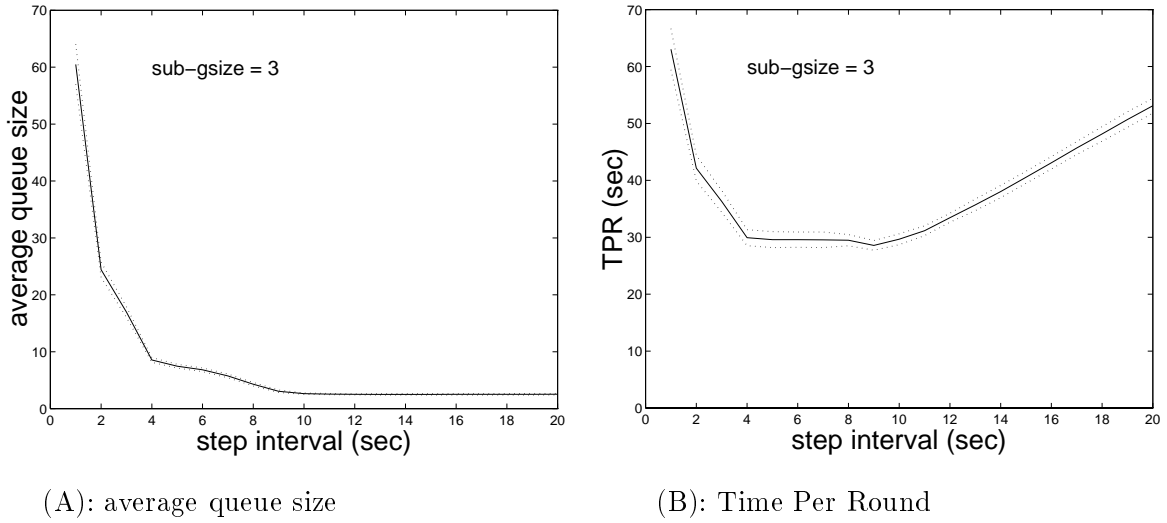 70
60
50
40
30
20
10
0
average queue size
sub-gsize = 3
0 2 4 6 8 10 12 14 16 18 20
step interval (sec)
(A): average queue size
70
60
50
40
30
20
10
0
TPR (sec)
sub-gsize = 3
0 2 4 6 8 10 12 14 16 18 20
step interval (sec)
(B): Time Per Round